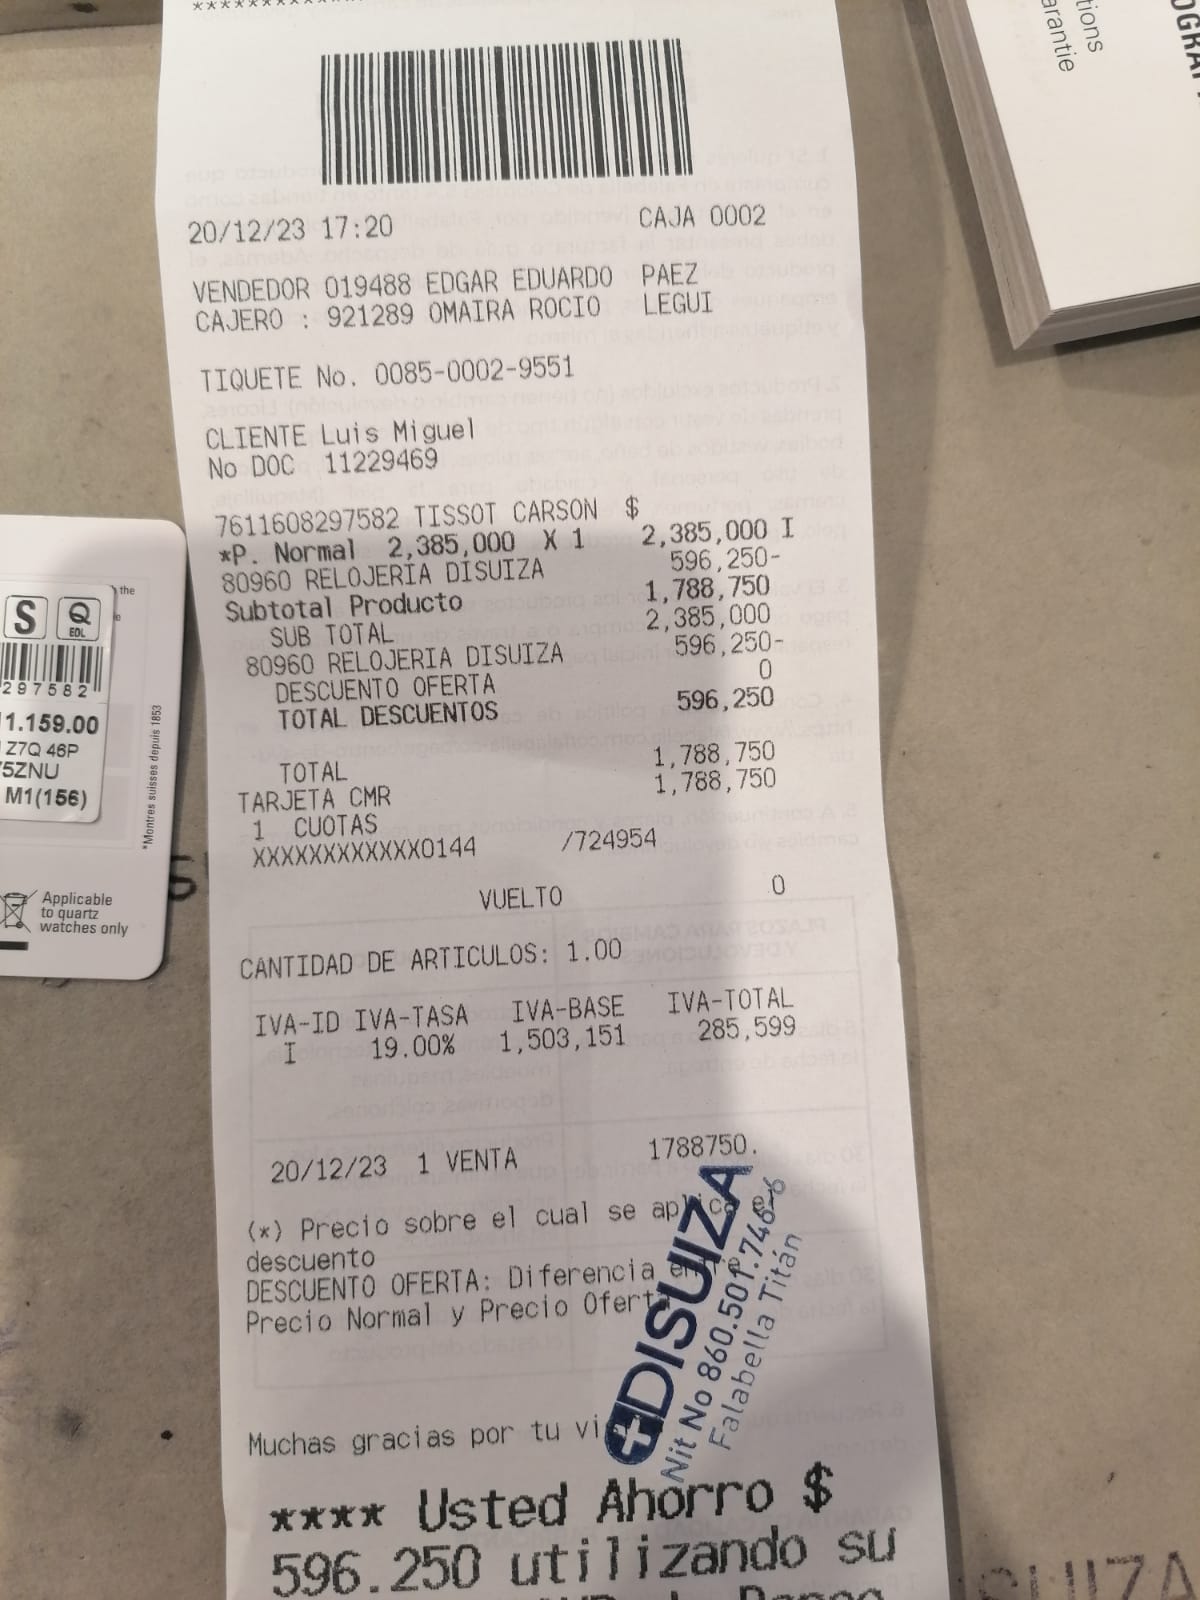 20/12/23 17:20 CAJA 0002
VENDEDOR 019488 EDGAR EDUARDO PAEZ
CAJERO : 921289 OMAIRA ROCIO LEGUI
TIQUETE No. 0085-0002-9551
CLIENTE Luis Miguel
No DOC 11229469
7611608297582 TISSOT CARSON $
*P. Normal 2,385,000 X 1 2,385,000 I
80960 RELOJERIA DISUIZA 596,250-
Subtotal Producto 1,788,750
SUB TOTAL 2,385,000
80960 RELOJERIA DISUIZA 596,250-
DESCUENTO OFERTA 0
TOTAL DESCUENTOS 596,250
TOTAL 1,788,750
TARJETA CMR 1,788,750
1 CUOTAS
XXXXXXXXXXXX0144 /724954
VUELTO 0
CANTIDAD DE ARTICULOS: 1.00
IVA-ID IVA-TASA IVA-BASE IVA-TOTAL
I 19.00% 1,503,151 285,599
20/12/23 1 VENTA 1788750.
(*) Precio sobre el cual se aplica el
descuento
DESCUENTO OFERTA: Diferencia entre
Precio Normal y Precio Oferta
Muchas gracias por tu
**** Usted Ahorro $
596.250 utilizando su
DISUIZA
Nit No 860.501.746-6
Falabella Titán
S
Q
EOL
297582
1.159.00
Z7Q 46P
5ZNU
M1(156)
the
*Montres suisses depuis 1853
Applicable
to quartz
watches only
tions
arantie
SUIZA